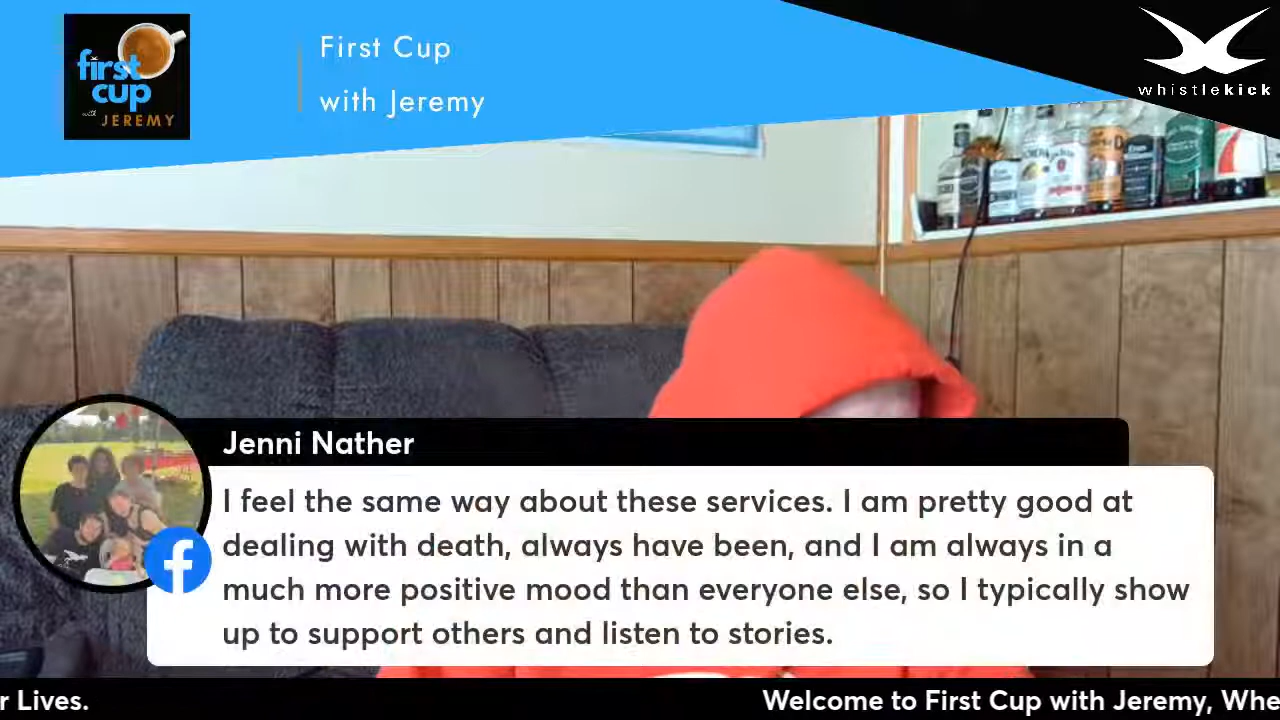 first
cup
with JEREMY
First Cup
with Jeremy
whistlekick
Jenni Nather
I feel the same way about these services. I am pretty good at
dealing with death, always have been, and I am always in a
much more positive mood than everyone else, so I typically show
up to support others and listen to stories.
r Lives.
Welcome to First Cup with Jeremy, Whe